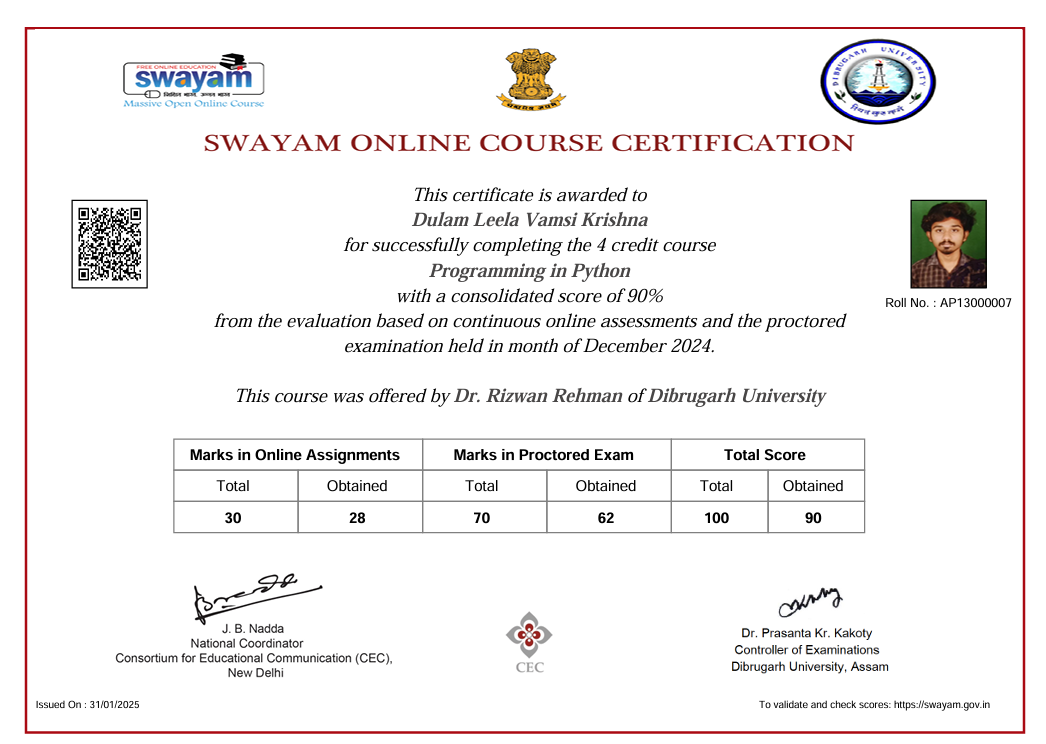 FREE ONLINE EDUCATION
swayam
शिक्षित भारत, उन्नत भारत
Massive Open Online Course
सत्यमेव जयते
DIBRUGARH UNIVERSITY
SWAYAM ONLINE COURSE CERTIFICATION
This certificate is awarded to
Dulam Leela Vamsi Krishna
for successfully completing the 4 credit course
Programming in Python
with a consolidated score of 90%
from the evaluation based on continuous online assessments and the proctored
examination held in month of December 2024.
Roll No. : AP13000007
This course was offered by Dr. Rizwan Rehman of Dibrugarh University
Marks in Online Assignments Marks in Proctored Exam Total Score
Total Obtained Total Obtained Total Obtained
30 28 70 62 100 90
J. B. Nadda
National Coordinator
Consortium for Educational Communication (CEC),
New Delhi
CEC
Dr. Prasanta Kr. Kakoty
Controller of Examinations
Dibrugarh University, Assam
Issued On : 31/01/2025
To validate and check scores: https://swayam.gov.in